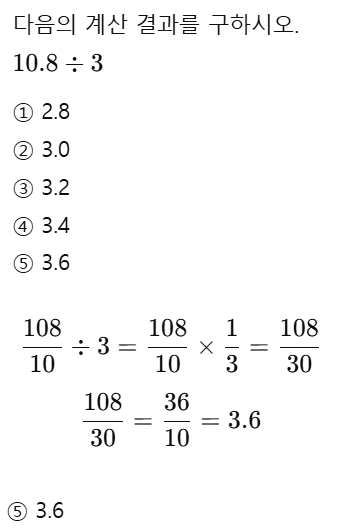 다음의 계산 결과를 구하시오.
10.8 ÷ 3
① 2.8
② 3.0
③ 3.2
④ 3.4
⑤ 3.6
108/10 ÷ 3 = 108/10 × 1/3 = 108/30
108/30 = 36/10 = 3.6
⑤ 3.6